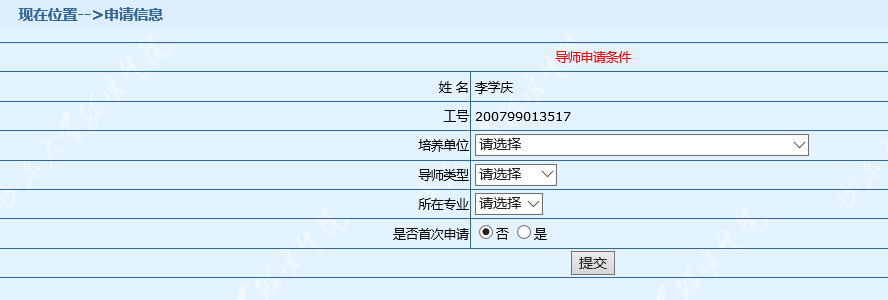 现在位置-->申请信息
导师申请条件
姓 名 李学庆
工号 200799013517
培养单位 请选择
导师类型 请选择
所在专业 请选择
是否首次申请 否 是
提交